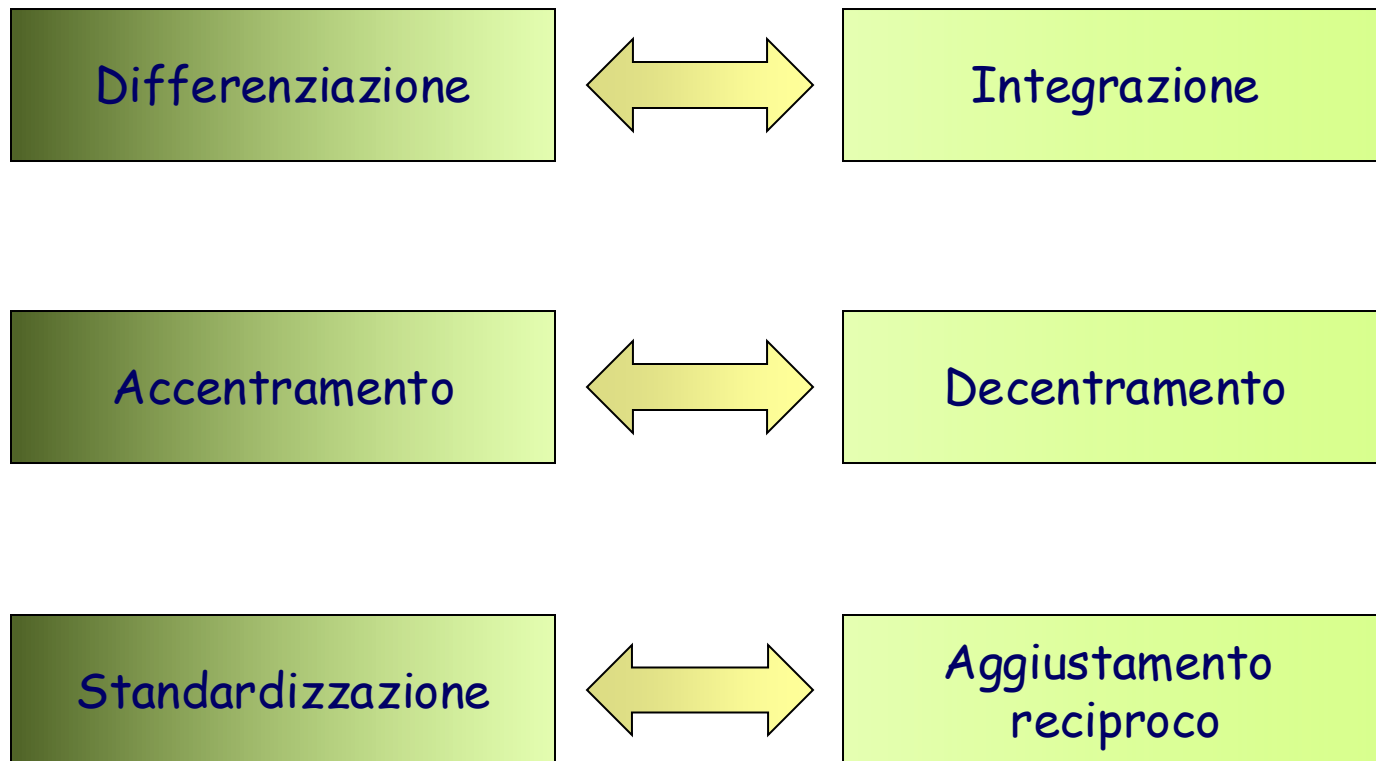 Differenziazione
Integrazione
Accentramento
Decentramento
Standardizzazione
Aggiustamento
reciproco